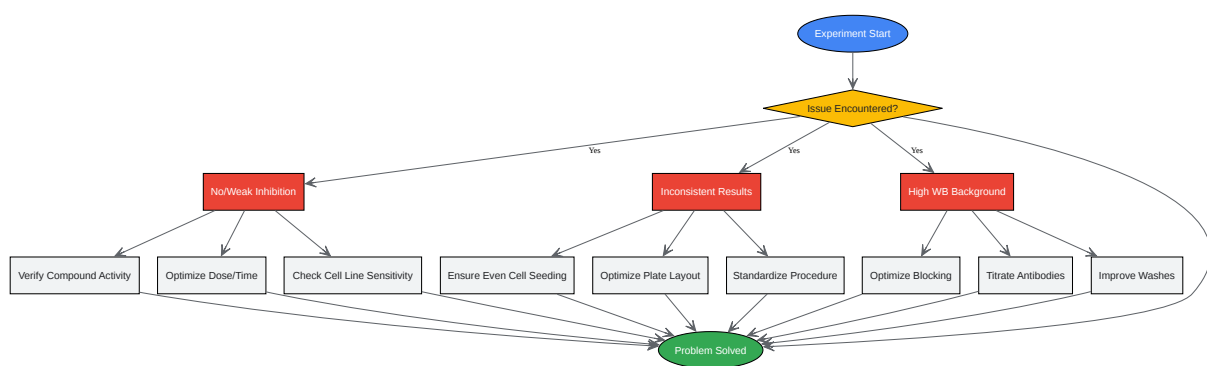 Experiment Start
Issue Encountered?
Yes
Yes
Yes
No/Weak Inhibition
Inconsistent Results
High WB Background
Verify Compound Activity
Optimize Dose/Time
Check Cell Line Sensitivity
Ensure Even Cell Seeding
Optimize Plate Layout
Standardize Procedure
Optimize Blocking
Titrate Antibodies
Improve Washes
Problem Solved